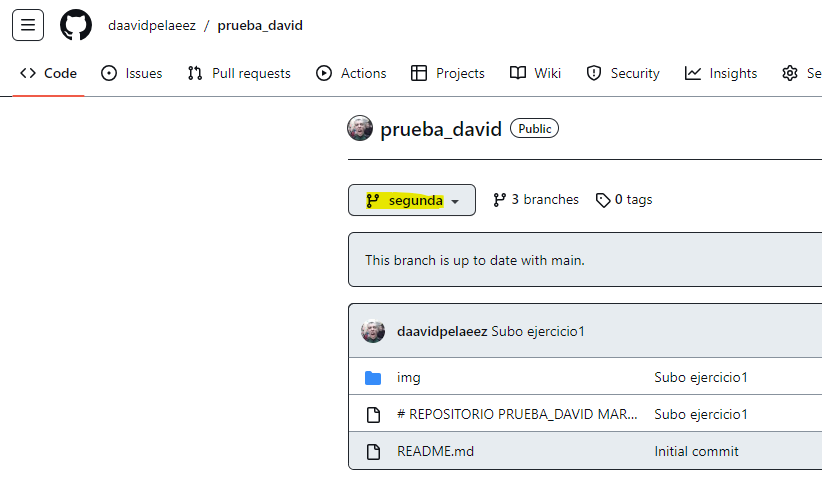 daavidpelaeez / prueba_david
Code Issues Pull requests Actions Projects Wiki Security Insights Se
prueba_david Public
segunda 3 branches 0 tags
This branch is up to date with main.
daavidpelaeez Subo ejercicio1
img Subo ejercicio1
# REPOSITORIO PRUEBA_DAVID MAR... Subo ejercicio1
README.md Initial commit